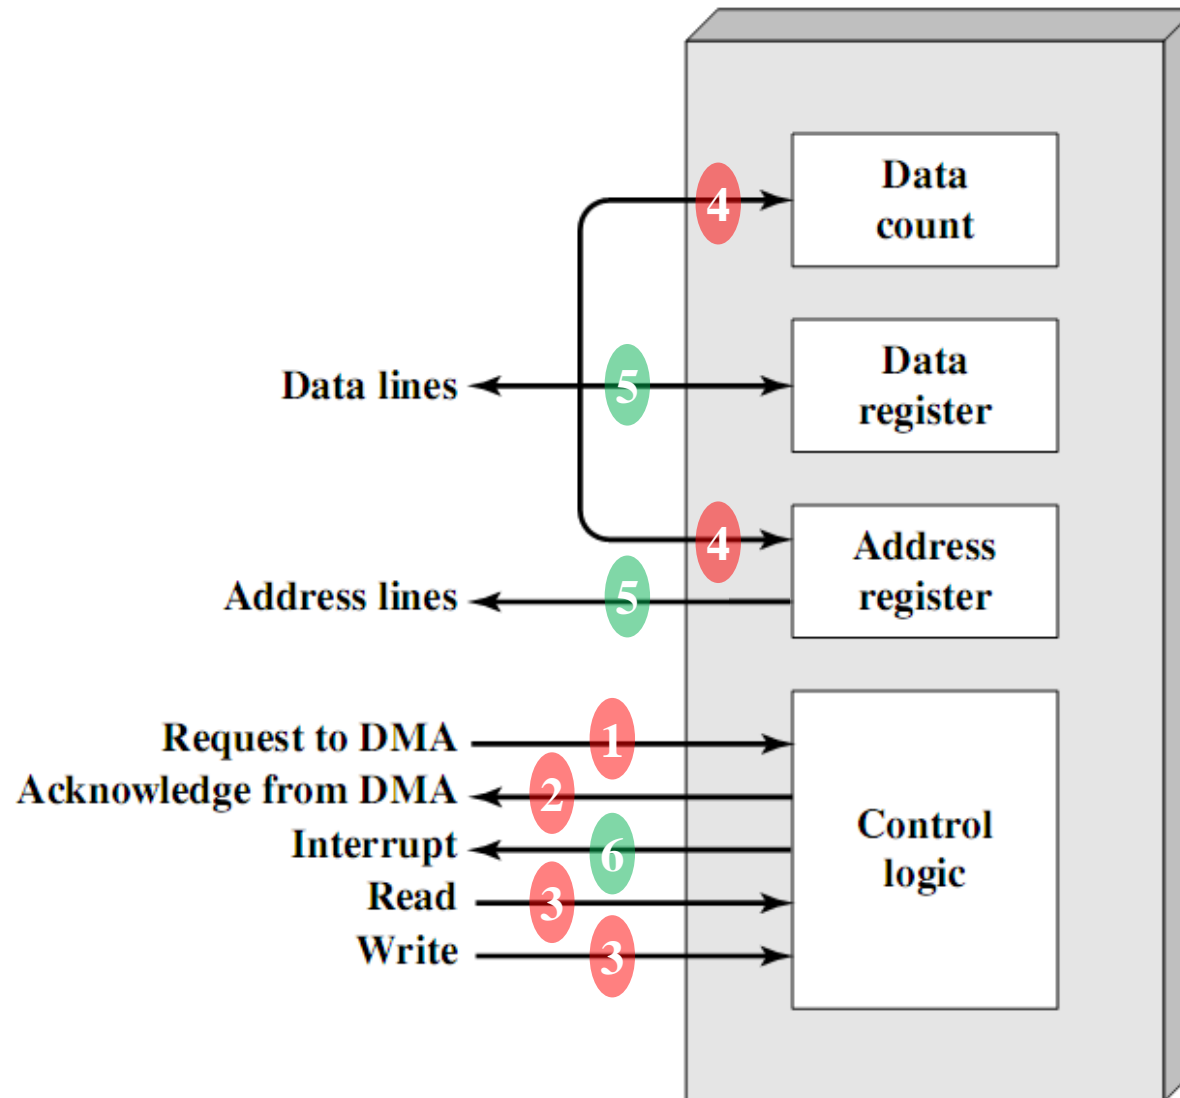 4
Data
count
Data lines
5
Data
register
4
Address
register
Address lines
5
Request to DMA
1
Acknowledge from DMA
2
Interrupt
6
Read
3
Write
3
Control
logic